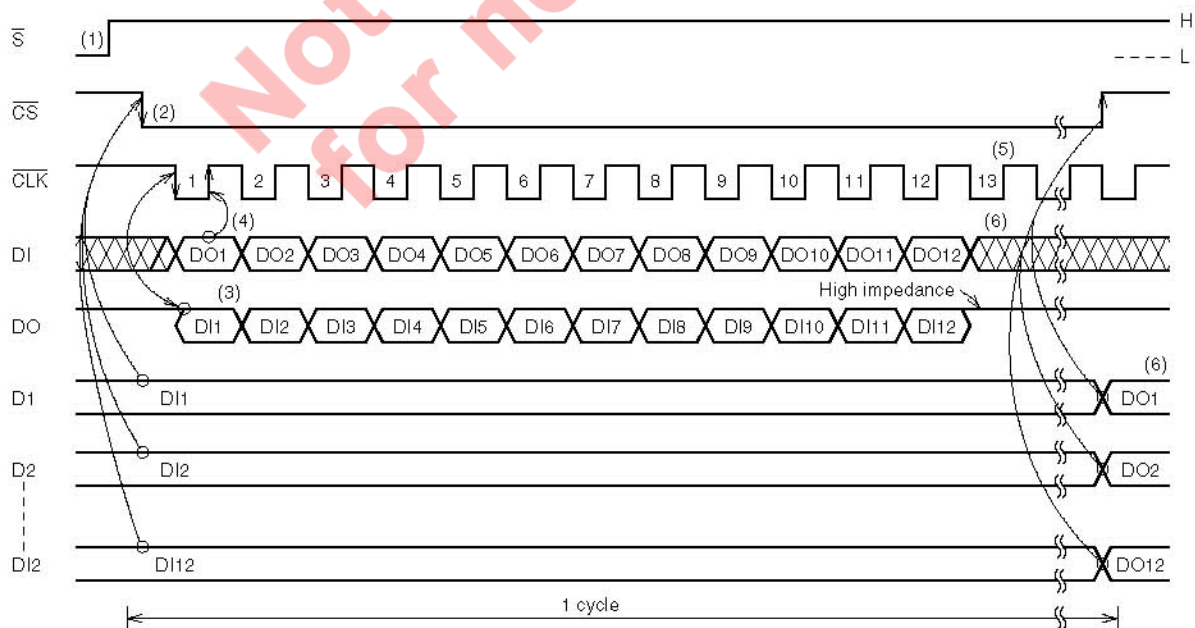 Not
for n
S (1) H
L
CS (2)
CLK 1 2 3 4 5 6 7 8 9 10 11 12 13 (5)
(4) (6)
DI DO1 DO2 DO3 DO4 DO5 DO6 DO7 DO8 DO9 DO10 DO11 DO12
(3) High impedance
DO DI1 DI2 DI3 DI4 DI5 DI6 DI7 DI8 DI9 DI10 DI11 DI12
(6)
D1 DI1 DO1
D2 DI2 DO2
DI2 DI12 DO12
1 cycle